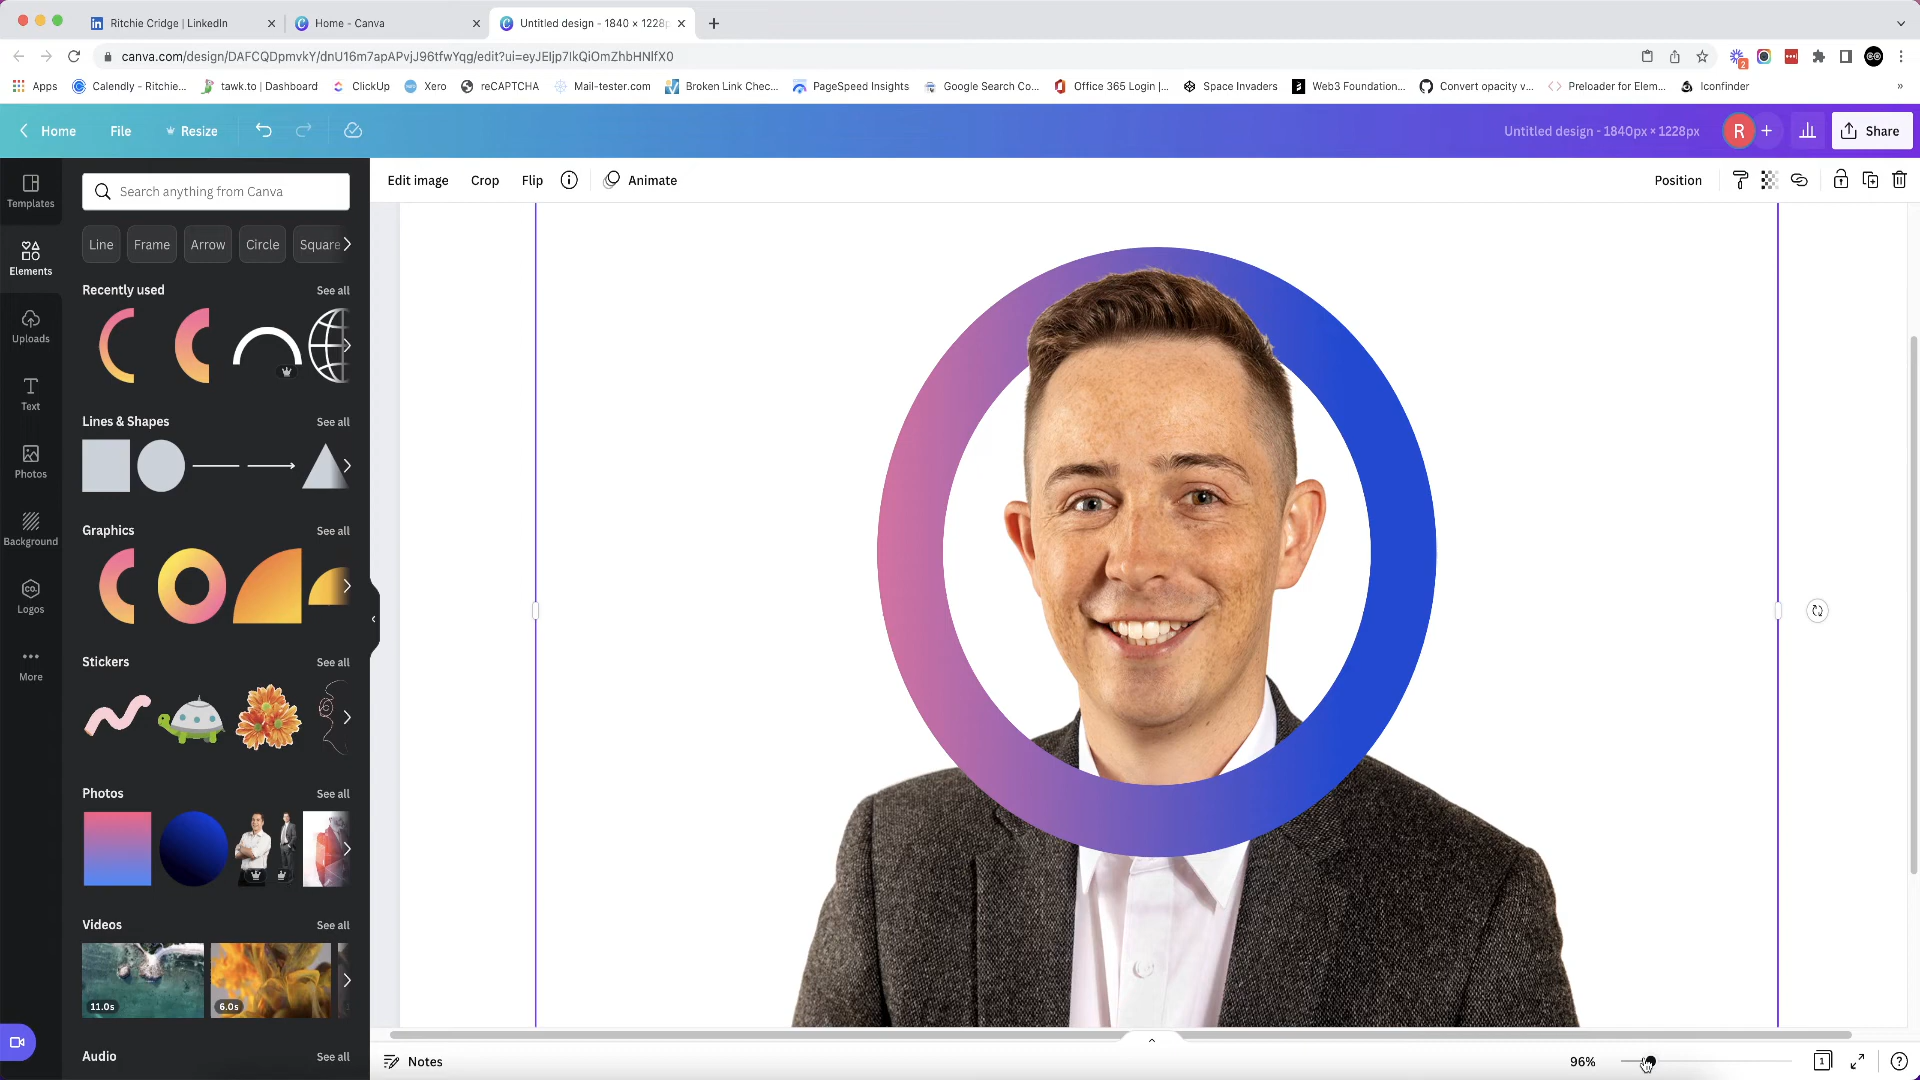 Ritchie Cridge | LinkedIn
Home - Canva
Untitled design - 1840 × 1228p
canva.com/design/DAFCQDpmvkY/dnU16m7apAPvjJ96tfwYqg/edit?ui=eyJEIjp7IkQiOmZhbHNlfX0
2
Apps
Calendly - Ritchie...
tawk.to | Dashboard
ClickUp
Xero
reCAPTCHA
Mail-tester.com
Broken Link Chec...
PageSpeed Insights
Google Search Co...
Office 365 Login |...
Space Invaders
Web3 Foundation...
Convert opacity v...
Preloader for Elem...
Iconfinder
»
Home
File
Resize
Untitled design - 1840px × 1228px
R
+
Share
Templates
Elements
Uploads
Text
Photos
Background
CO.
Logos
More
Search anything from Canva
Line
Frame
Arrow
Circle
Square
Recently used
See all
Lines & Shapes
See all
Graphics
See all
Stickers
See all
Photos
See all
Videos
See all
11.0s
6.0s
Audio
See all
Edit image
Crop
Flip
Animate
Position
Notes
96%
1
?